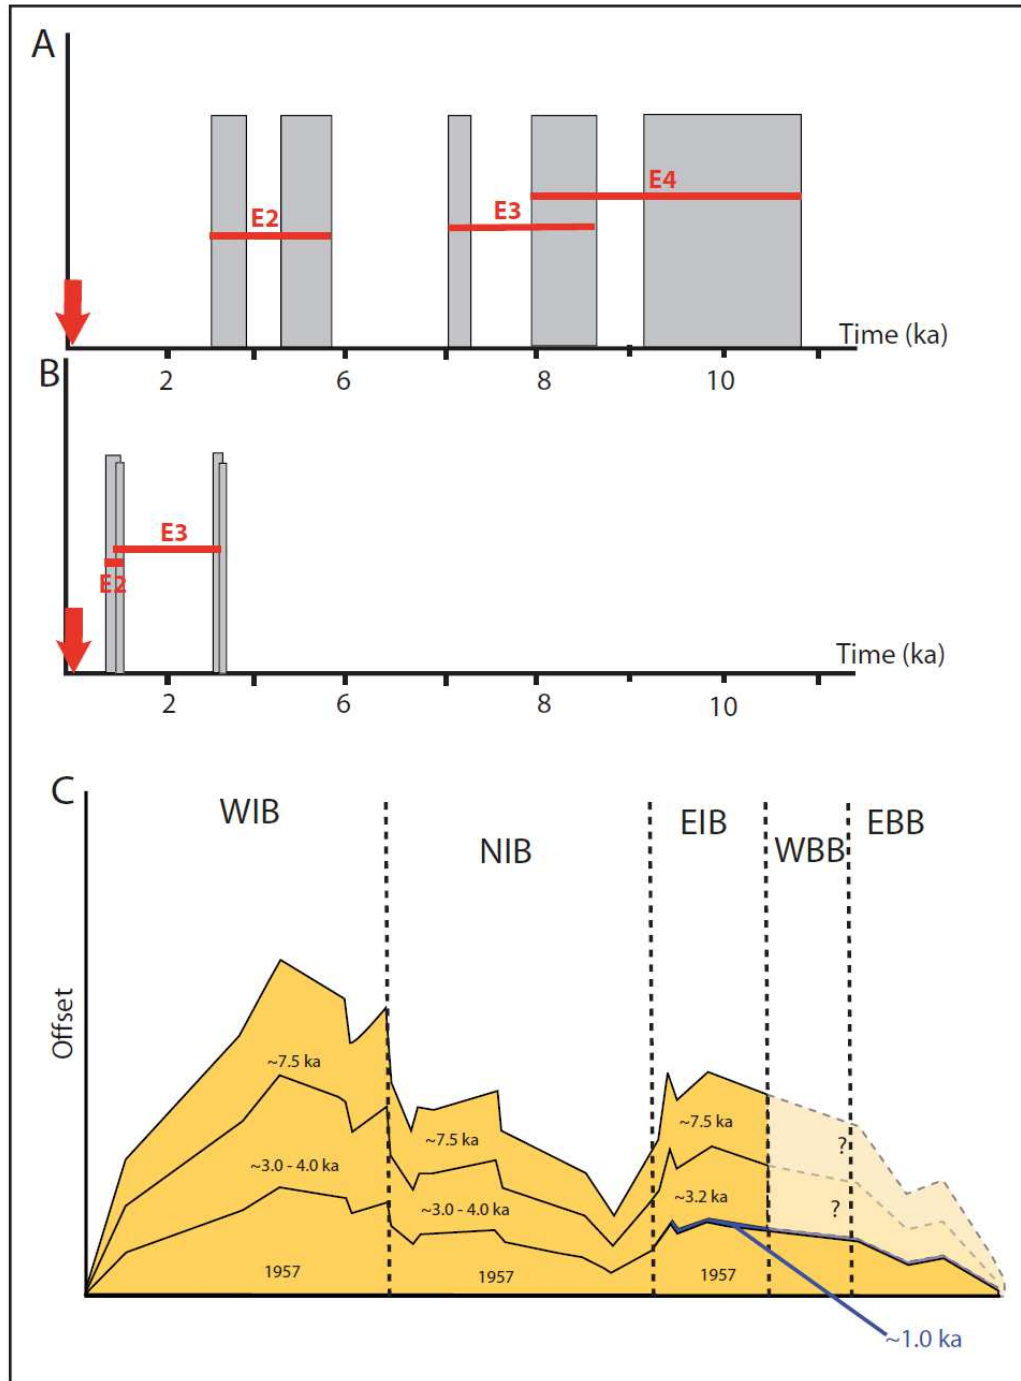 A
E2
E3
E4
Time (ka)
2 6 8 10
B
E3
E2
Time (ka)
2 6 8 10
C
WIB
NIB
EIB
WBB
EBB
Offset
~7.5 ka
~7.5 ka
~7.5 ka
?
~3.0 - 4.0 ka
~3.0 - 4.0 ka
~3.2 ka
?
1957
1957
1957
~1.0 ka